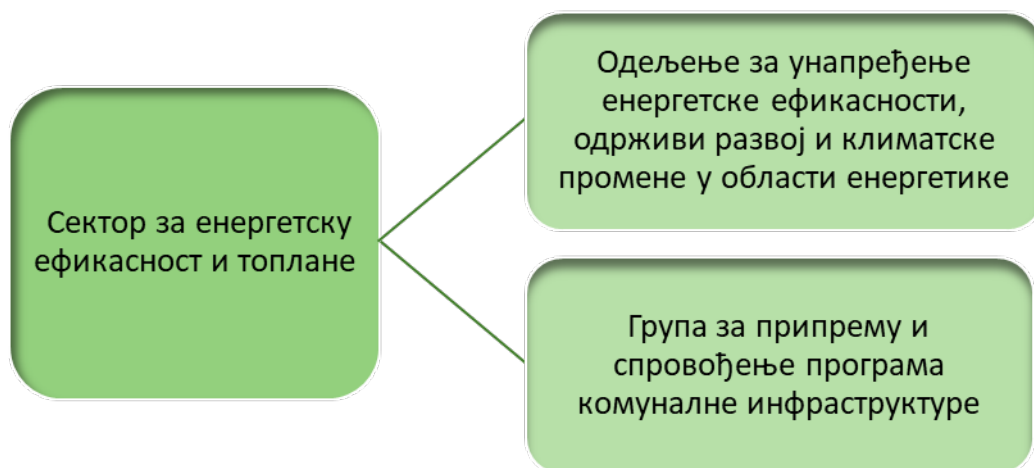 Сектор за енергетску
ефикасност и топлане
Одељење за унапређење
енергетске ефикасности,
одрживи развој и климатске
промене у области енергетике
Група за припрему и
спровођење програма
комуналне инфраструктуре